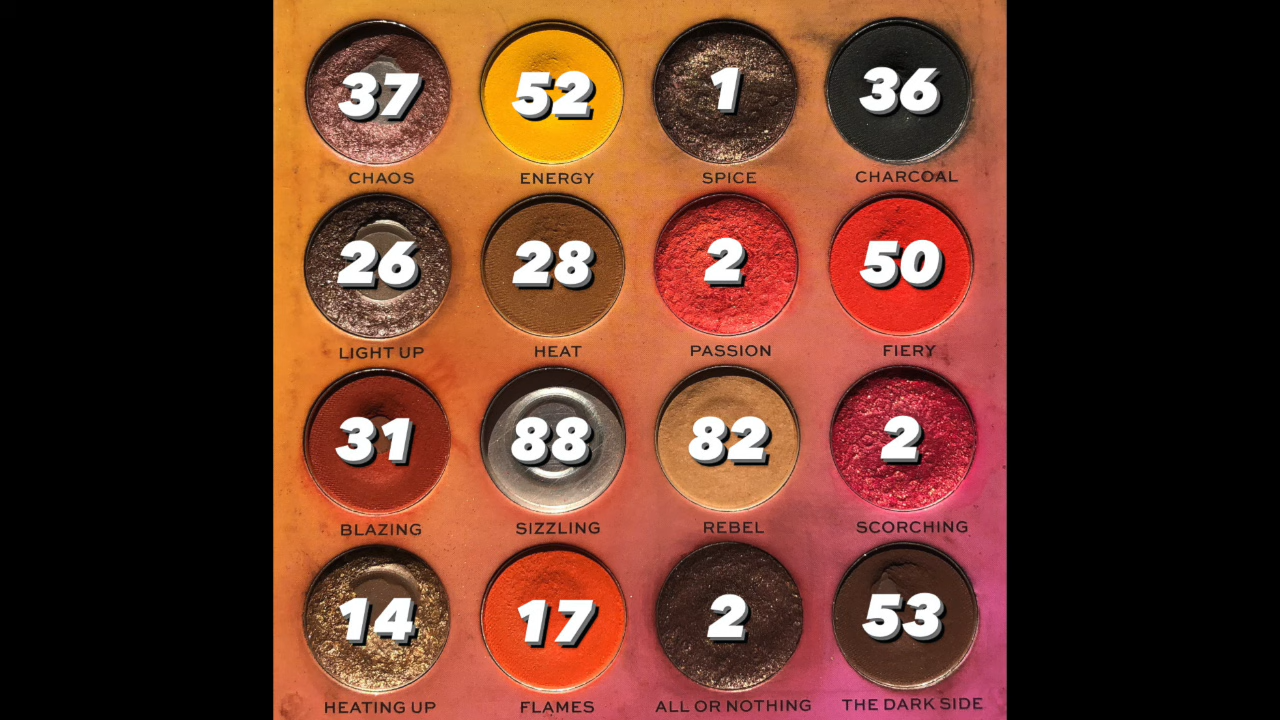 37 52 1 36
CHAOS ENERGY SPICE CHARCOAL
26 28 2 50
LIGHT UP HEAT PASSION FIERY
31 88 82 2
BLAZING SIZZLING REBEL SCORCHING
14 17 2 53
HEATING UP FLAMES ALL OR NOTHING THE DARK SIDE